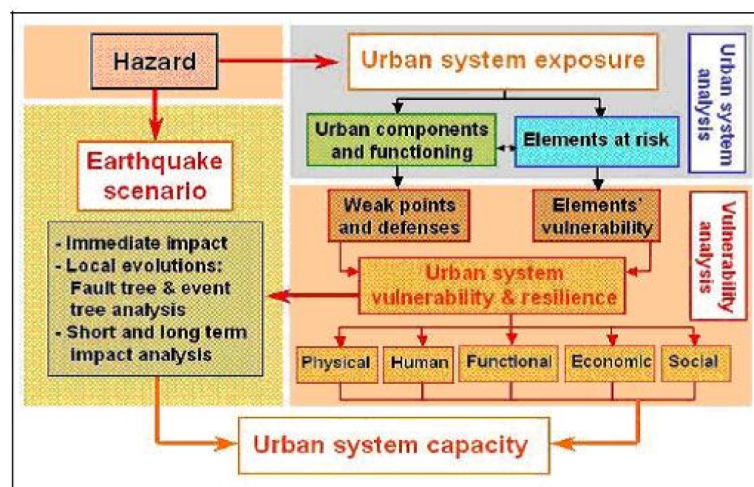 Hazard
Urban system exposure
Urban system
analysis
Urban components
and functioning
Elements at risk
Earthquake
scenario
Weak points
and defenses
Elements'
vulnerability
Vulnerability
analysis
- Immediate impact
- Local evolutions:
Fault tree & event
tree analysis
- Short and long term
impact analysis
Urban system
vulnerability & resilience
Physical
Human
Functional
Economic
Social
Urban system capacity